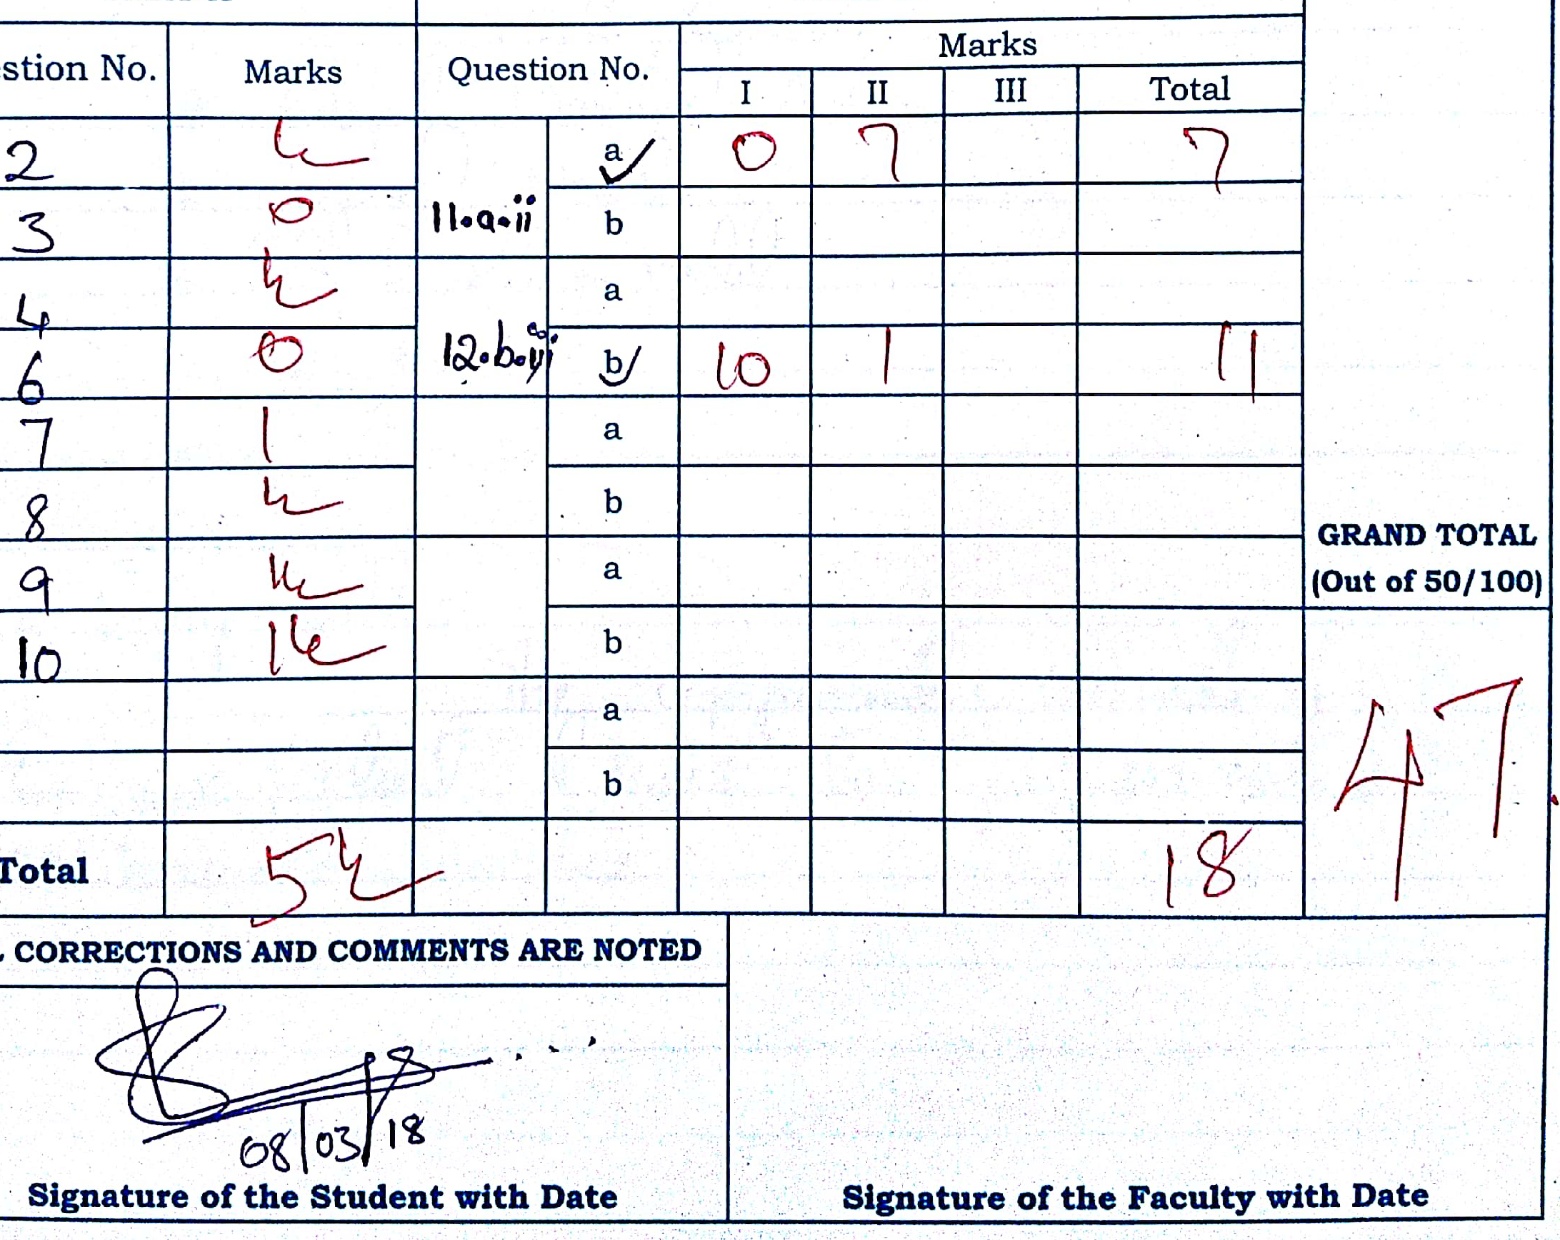 stion No. Marks Question No. Marks
I II III Total
2 ½ a 0 7 7
3 0 11.a.ii b
4 ½ a
6 0 12.b.ii b 10 1 11
7 1 a
8 ½ b
GRAND TOTAL
9 1½ a
(Out of 50/100)
10 1½ b
a
47
b
Total 5½ 18
CORRECTIONS AND COMMENTS ARE NOTED
08/03/18
Signature of the Student with Date Signature of the Faculty with Date